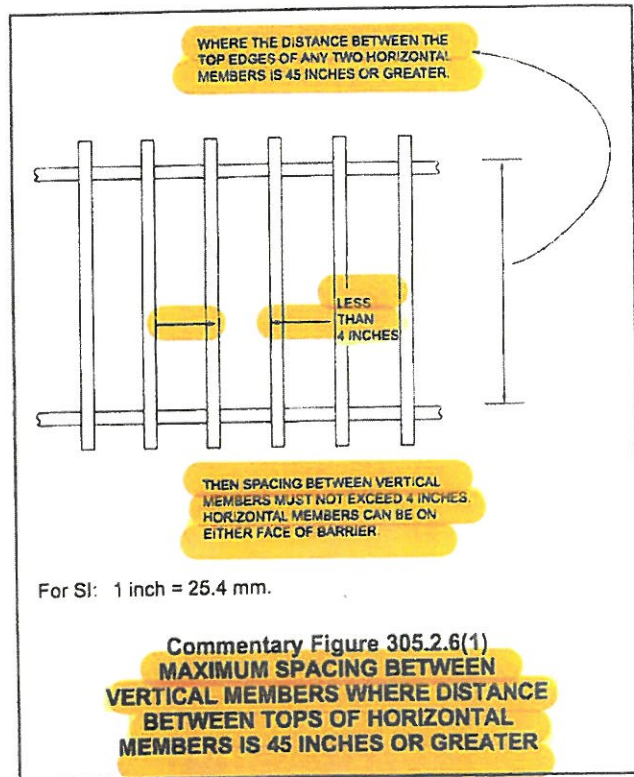 WHERE THE DISTANCE BETWEEN THE
TOP EDGES OF ANY TWO HORIZONTAL
MEMBERS IS 45 INCHES OR GREATER.
LESS
THAN
4 INCHES
THEN SPACING BETWEEN VERTICAL
MEMBERS MUST NOT EXCEED 4 INCHES.
HORIZONTAL MEMBERS CAN BE ON
EITHER FACE OF BARRIER.
For SI: 1 inch = 25.4 mm.
Commentary Figure 305.2.6(1)
MAXIMUM SPACING BETWEEN
VERTICAL MEMBERS WHERE DISTANCE
BETWEEN TOPS OF HORIZONTAL
MEMBERS IS 45 INCHES OR GREATER